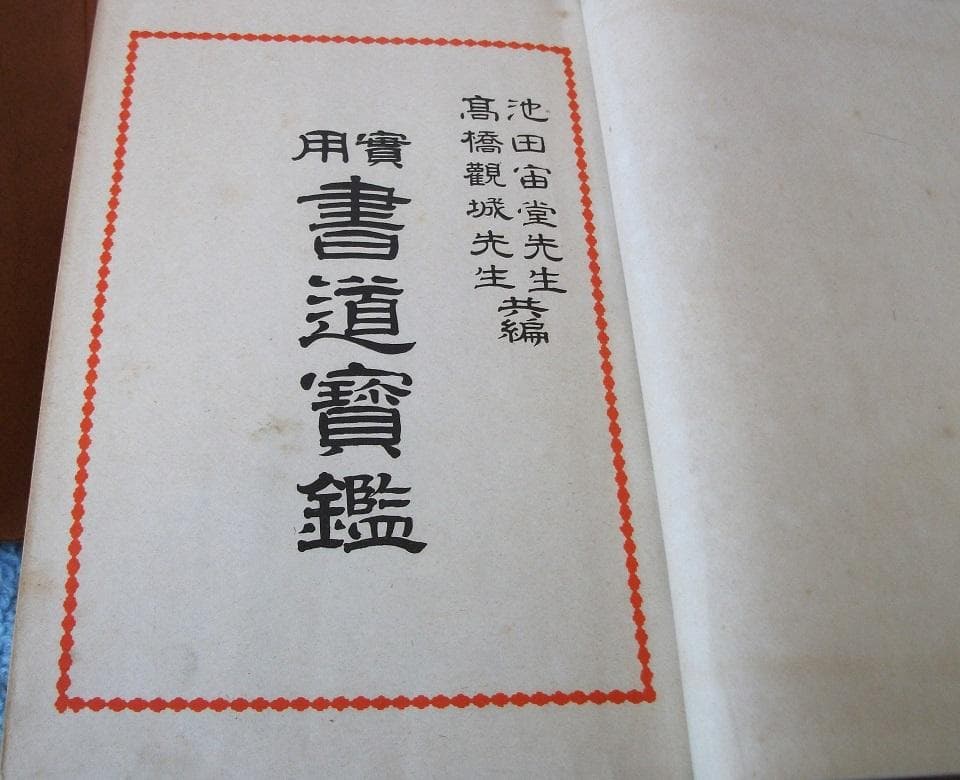 池田宙堂先生
髙橋觀城先生
共編
實用
書道寶鑑